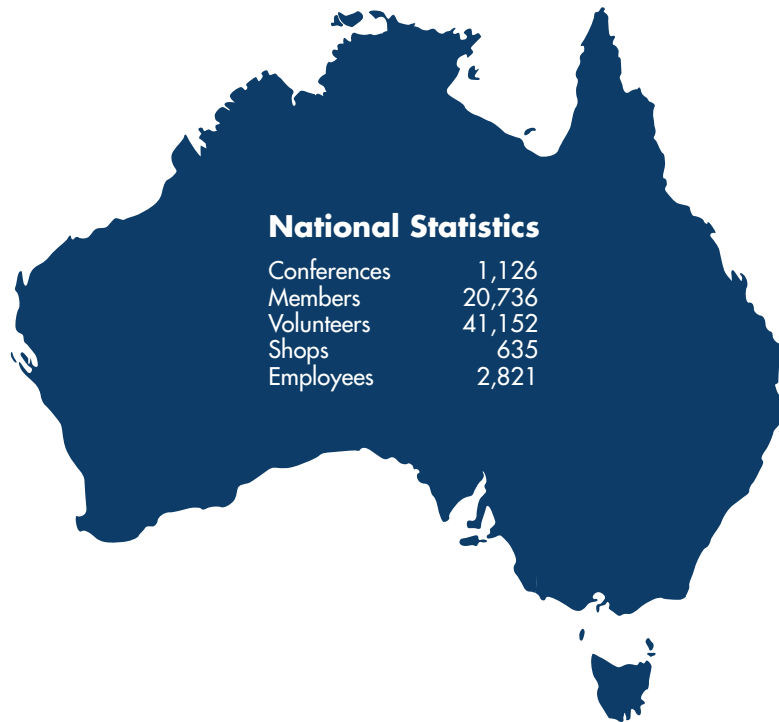 National Statistics
Conferences 1,126
Members 20,736
Volunteers 41,152
Shops 635
Employees 2,821